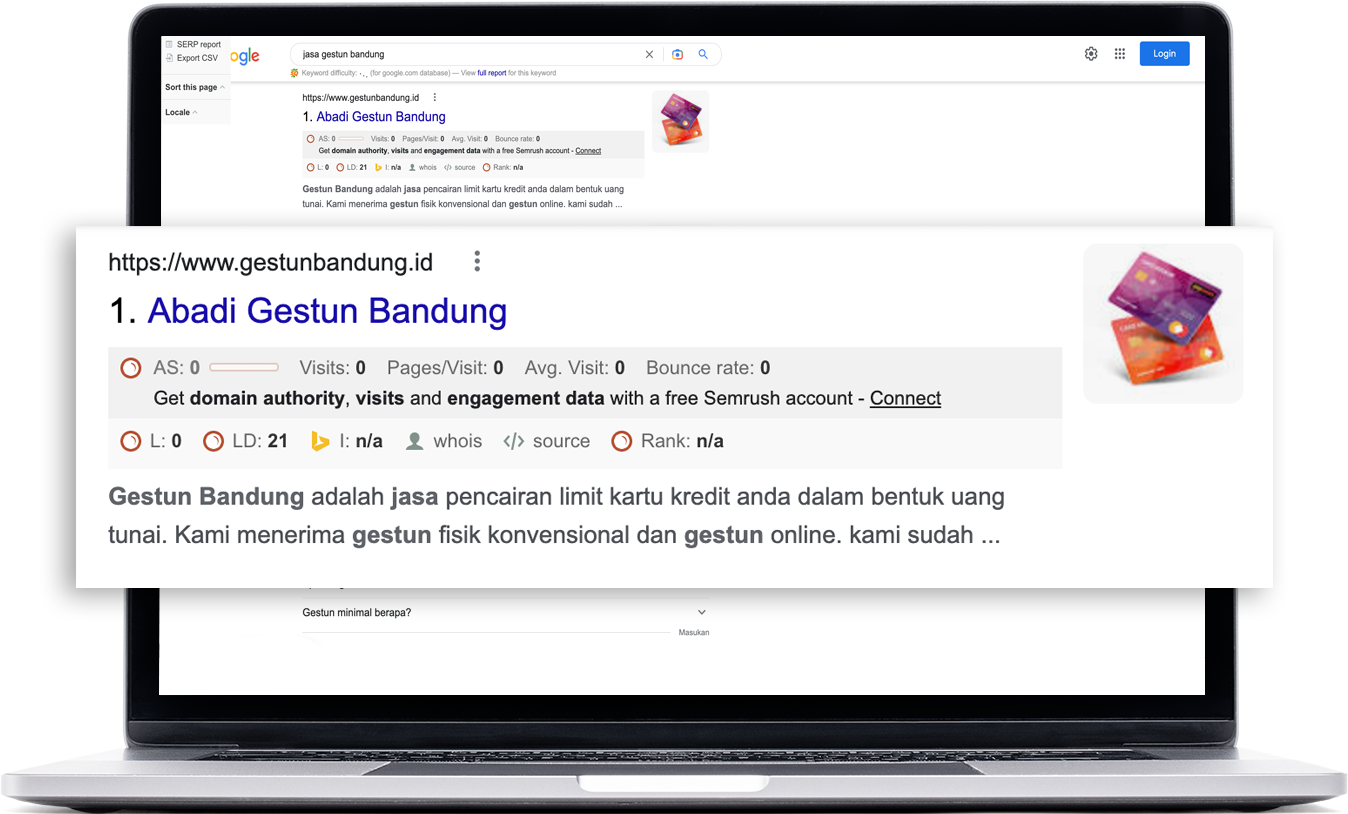 SERP report
Export CSV
Sort this page
Locale
ogle
jasa gestun bandung
Keyword difficulty: -._ (for google.com database) — View full report for this keyword
Login
https://www.gestunbandung.id
1. Abadi Gestun Bandung
AS: 0 Visits: 0 Pages/Visit: 0 Avg. Visit: 0 Bounce rate: 0
Get domain authority, visits and engagement data with a free Semrush account - Connect
L: 0 LD: 21 I: n/a whois </> source Rank: n/a
Gestun Bandung adalah jasa pencairan limit kartu kredit anda dalam bentuk uang
tunai. Kami menerima gestun fisik konvensional dan gestun online. kami sudah ...
https://www.gestunbandung.id
1. Abadi Gestun Bandung
AS: 0 Visits: 0 Pages/Visit: 0 Avg. Visit: 0 Bounce rate: 0
Get domain authority, visits and engagement data with a free Semrush account - Connect
L: 0 LD: 21 I: n/a whois </> source Rank: n/a
Gestun Bandung adalah jasa pencairan limit kartu kredit anda dalam bentuk uang
tunai. Kami menerima gestun fisik konvensional dan gestun online. kami sudah ...
Gestun minimal berapa?
Masukan